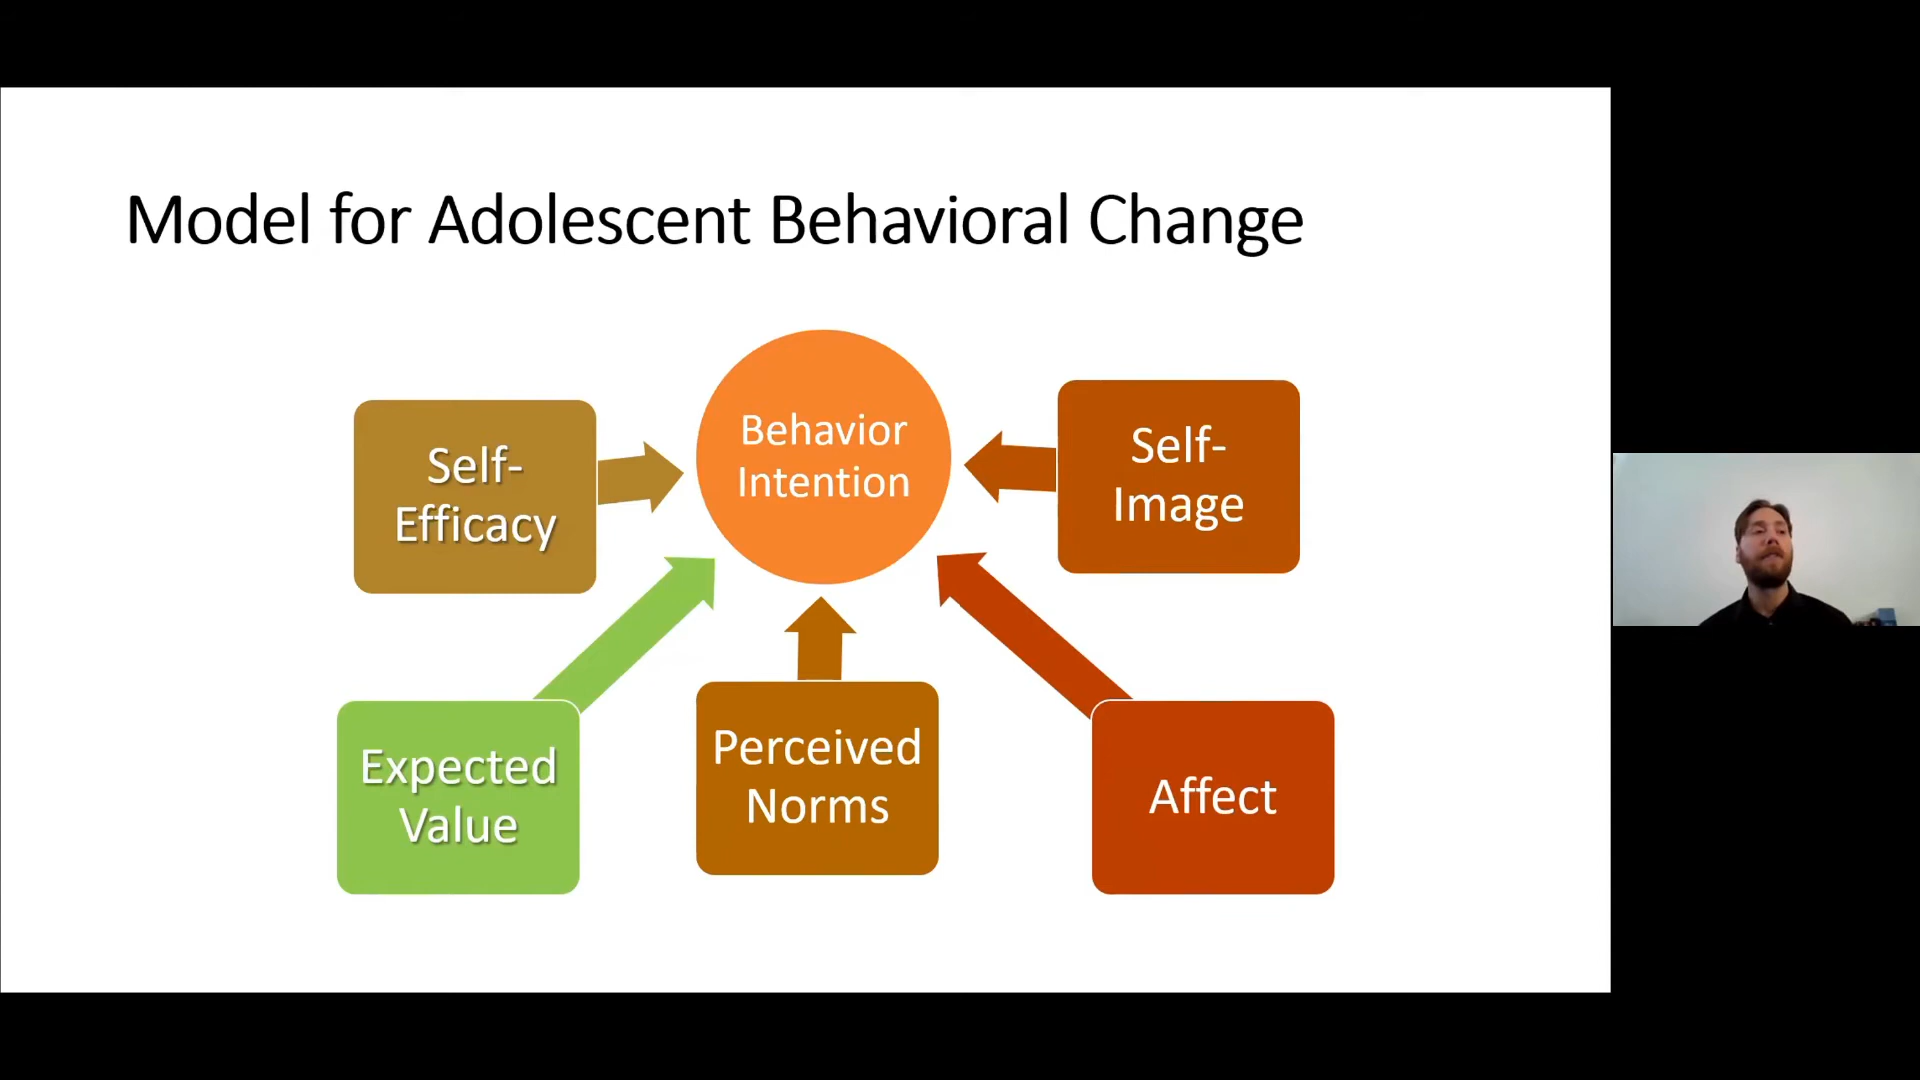 Model for Adolescent Behavioral Change
Behavior
Intention
Self-
Efficacy
Self-
Image
Expected
Value
Perceived
Norms
Affect